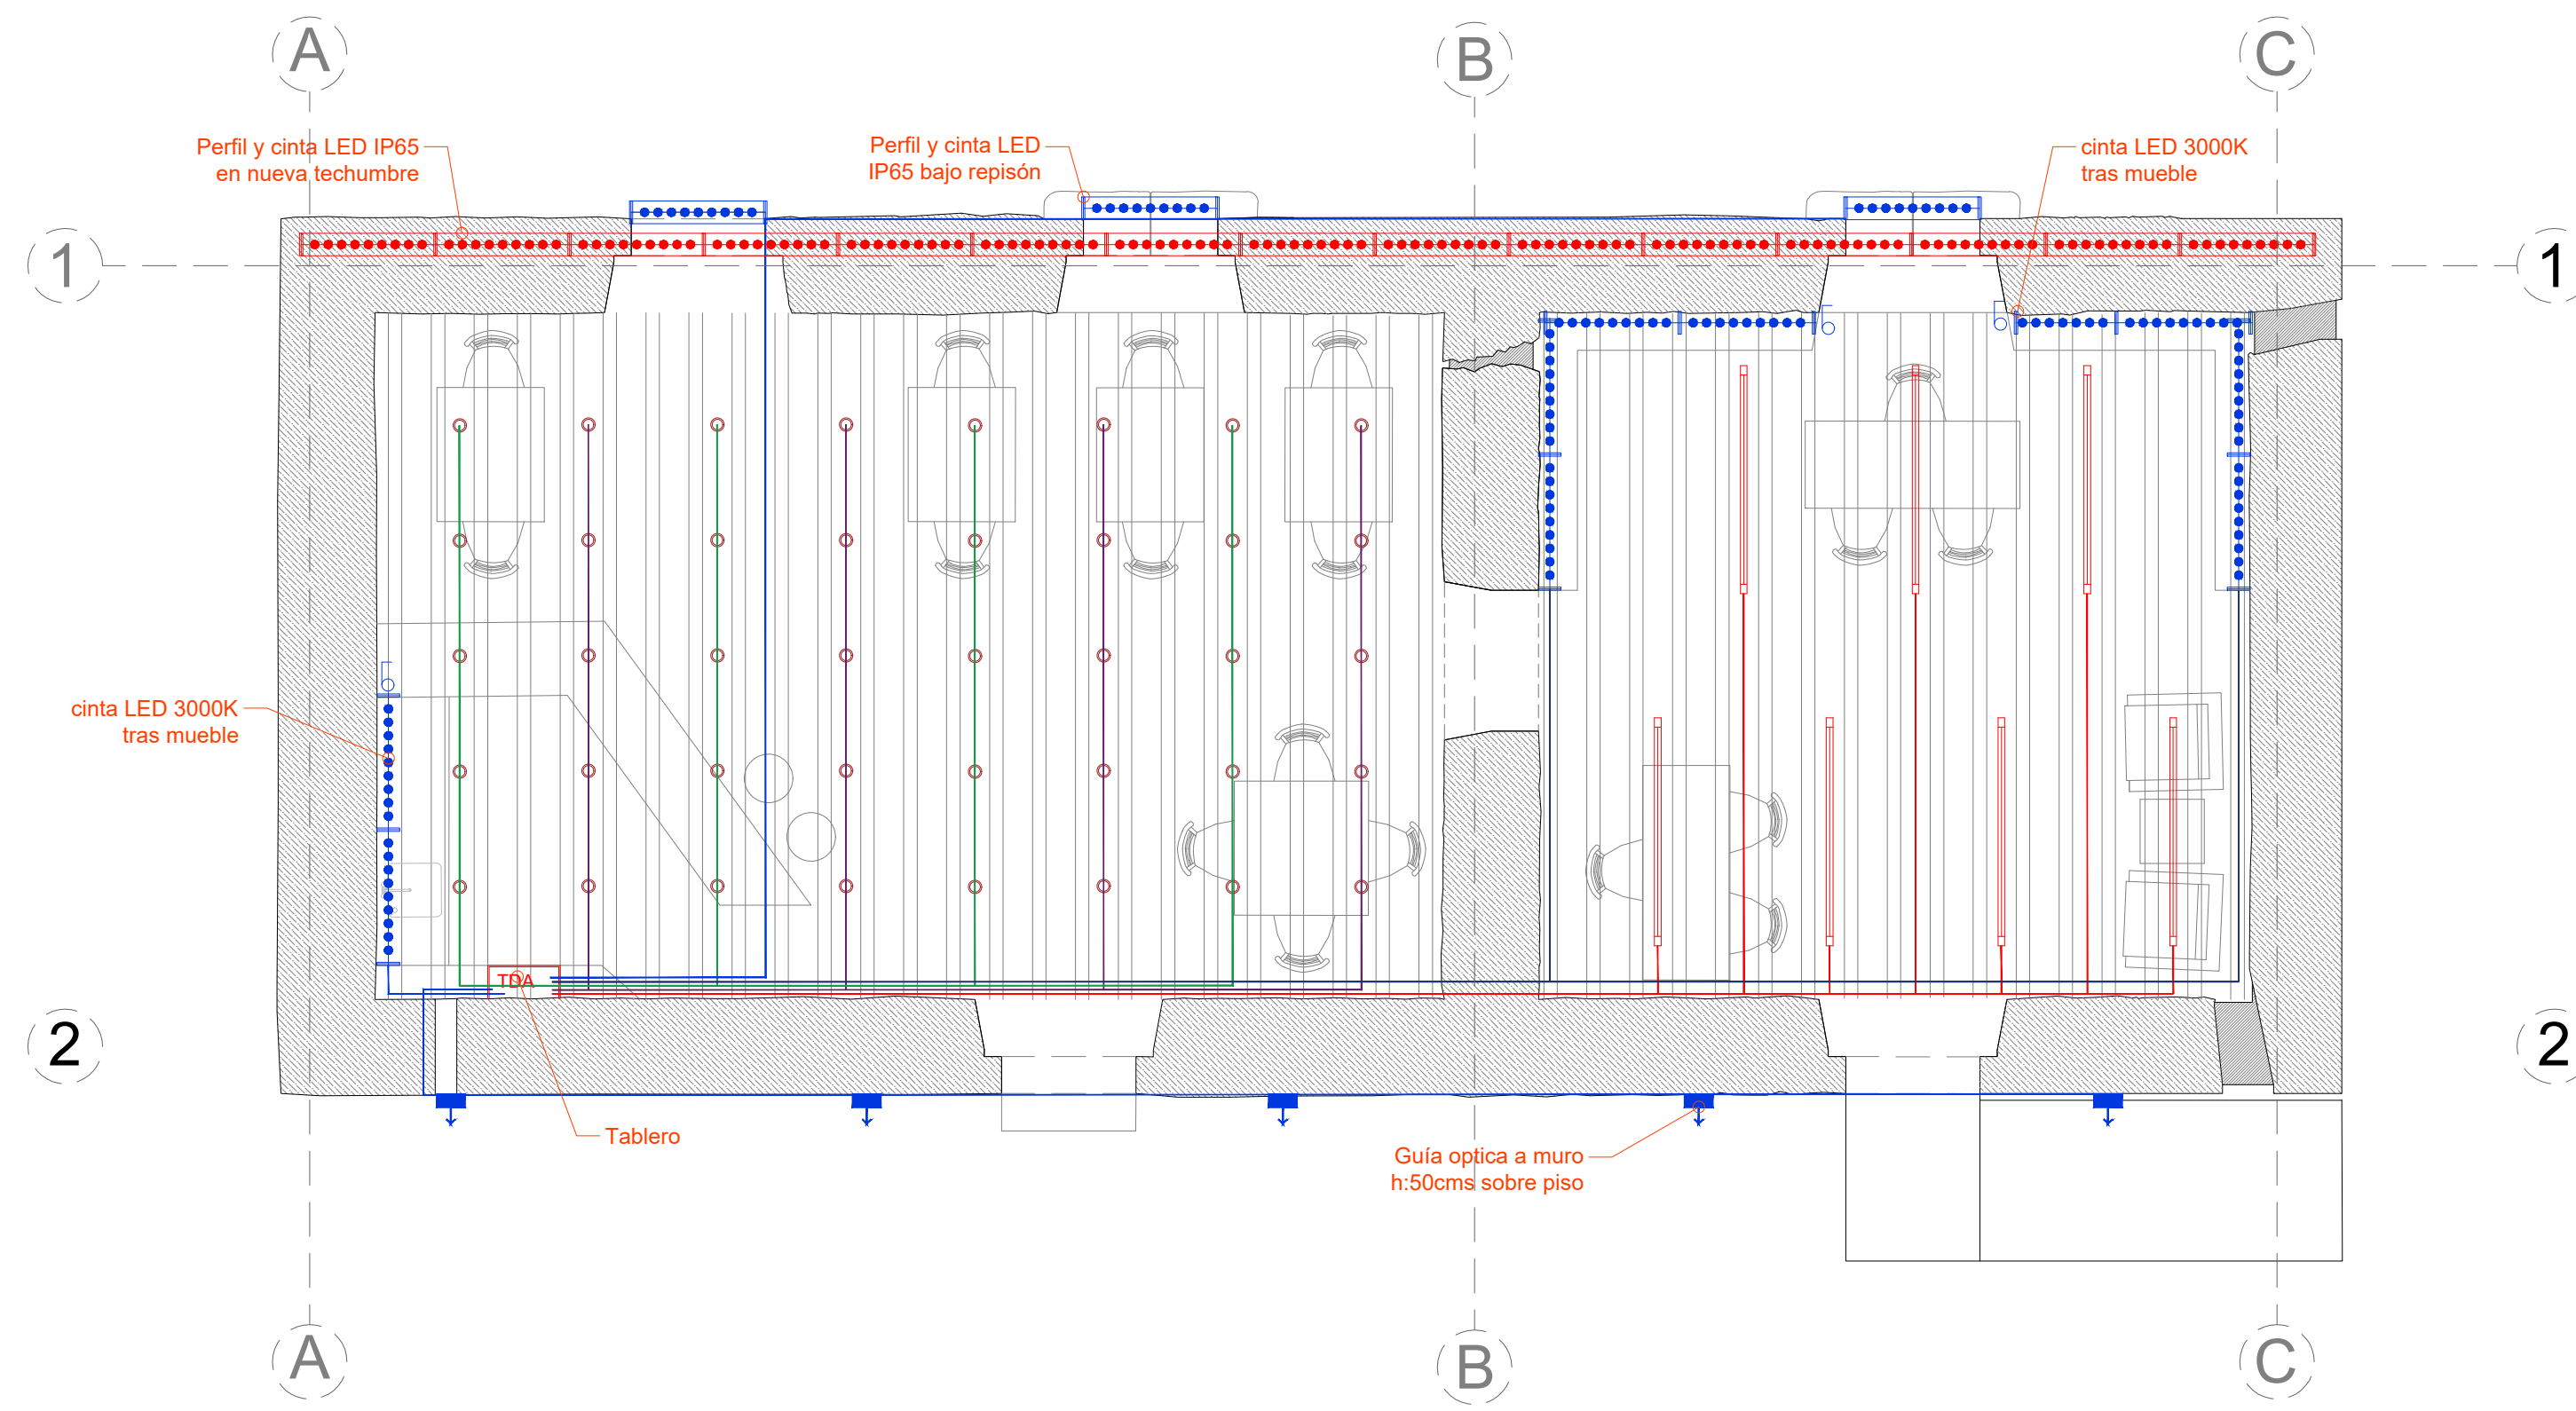 A
B
C
Perfil y cinta LED IP65
en nueva techumbre
Perfil y cinta LED
IP65 bajo repisón
cinta LED 3000K
tras mueble
1
1
cinta LED 3000K
tras mueble
TDA
2
2
Tablero
Guía optica a muro
h:50cms sobre piso
A
B
C